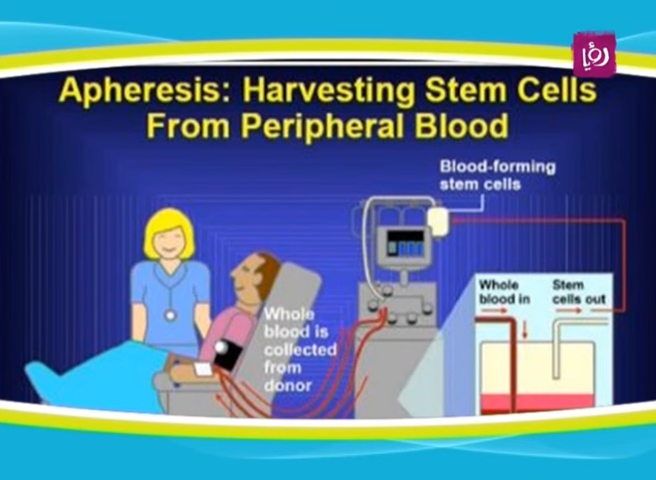 رؤيا
Apheresis: Harvesting Stem Cells
From Peripheral Blood
Blood-forming
stem cells
Whole
blood in
Stem
cells out
Whole
blood is
collected
from
donor